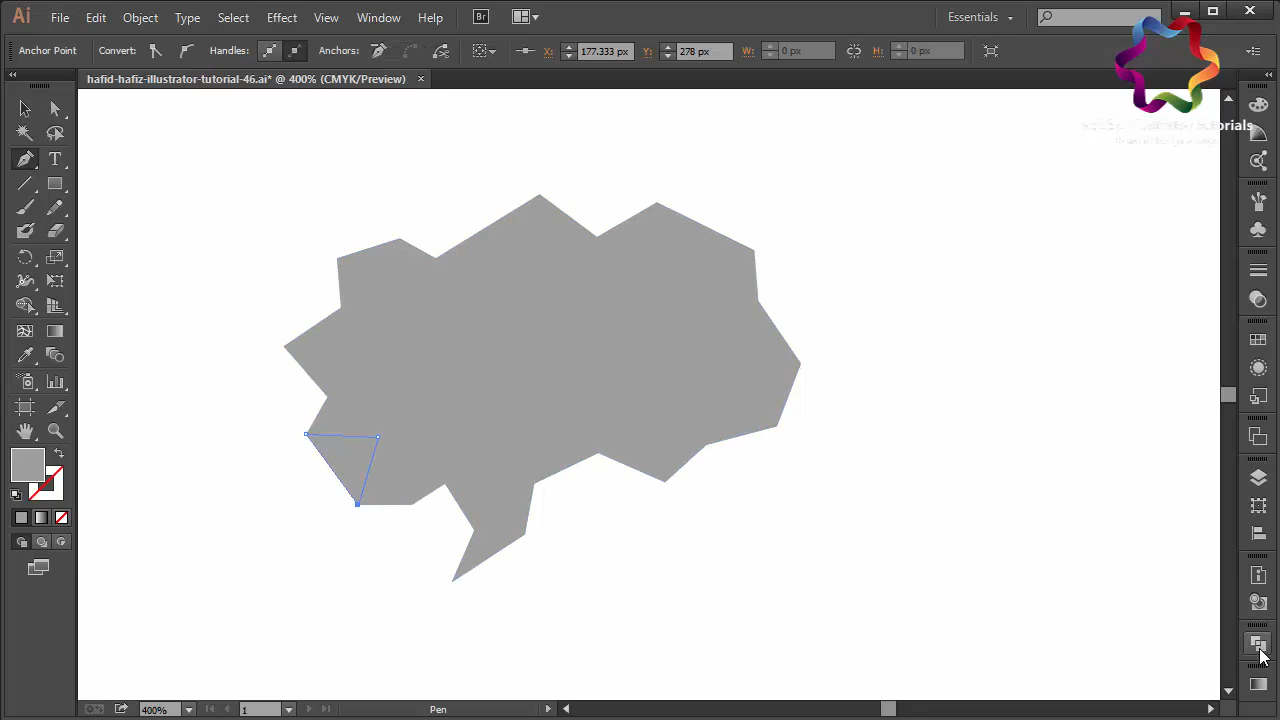 Ai File Edit Object Type Select Effect View Window Help Br Essentials
Anchor Point Convert: Handles: Anchors: X: 177.333 px Y: 278 px W: 0 px H: 0 px
hafid-hafiz-illustrator-tutorial-46.ai* @ 400% (CMYK/Preview)
T
400% 1 Pen